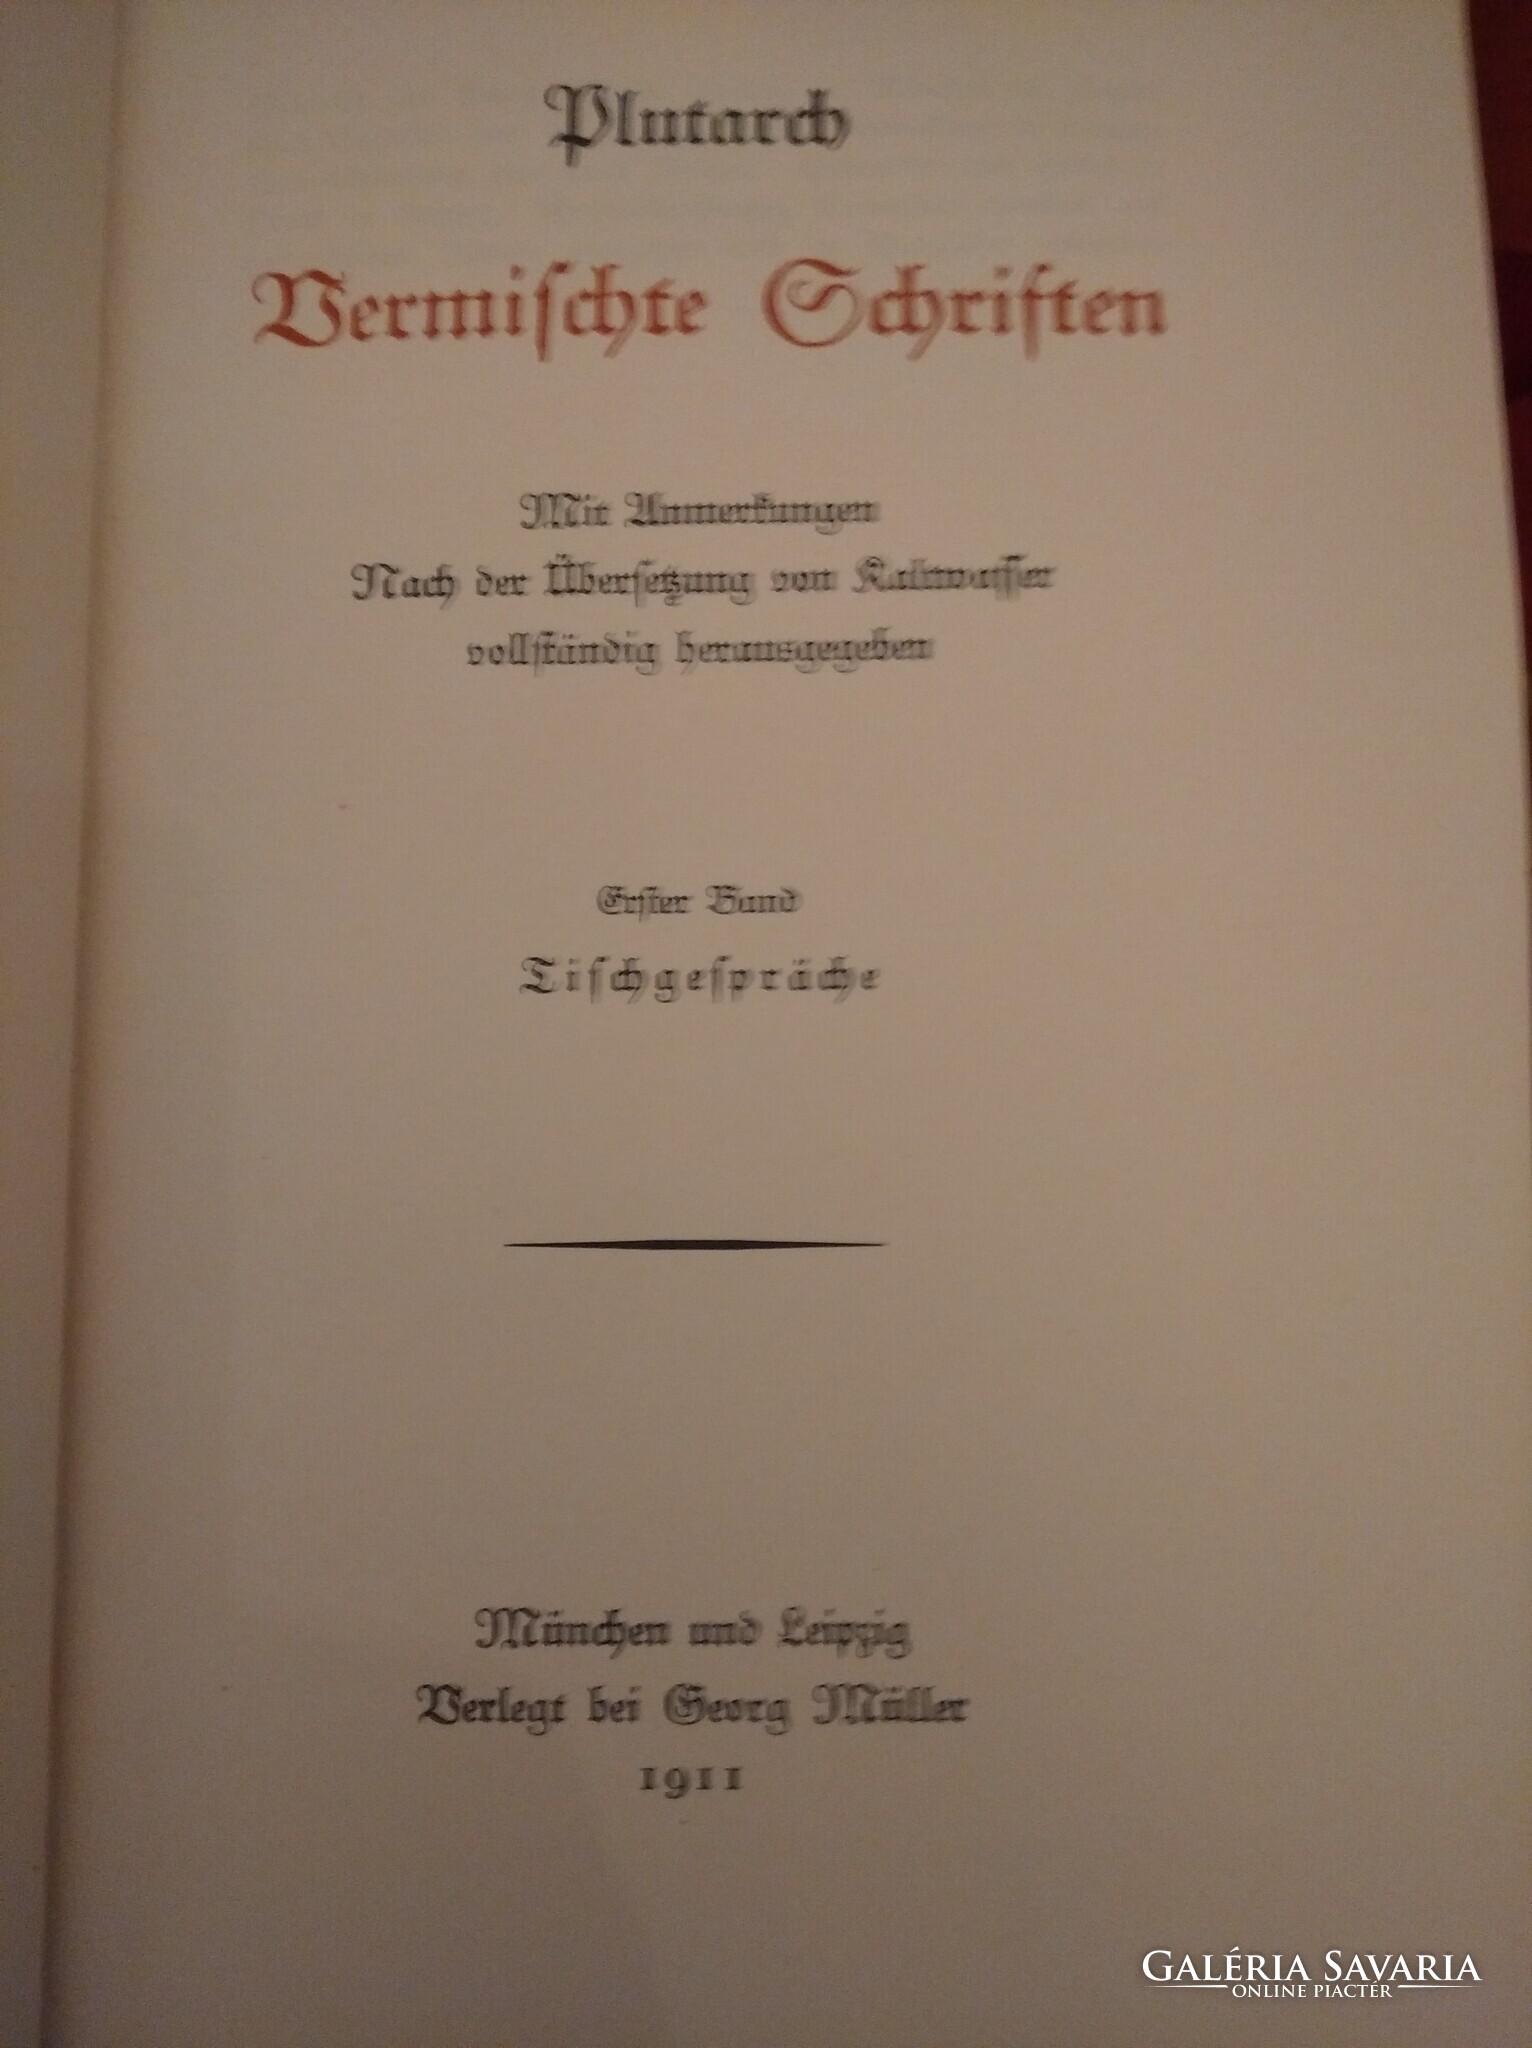 Plutarch
Vermischte Schriften
Mit Anmerkungen
Nach der Übersetzung von Kaltwasser
vollständig herausgegeben
Erster Band
Tischgespräche
München und Leipzig
Verlegt bei Georg Müller
1911
GALÉRIA SAVARIA
ONLINE PIACTÉR